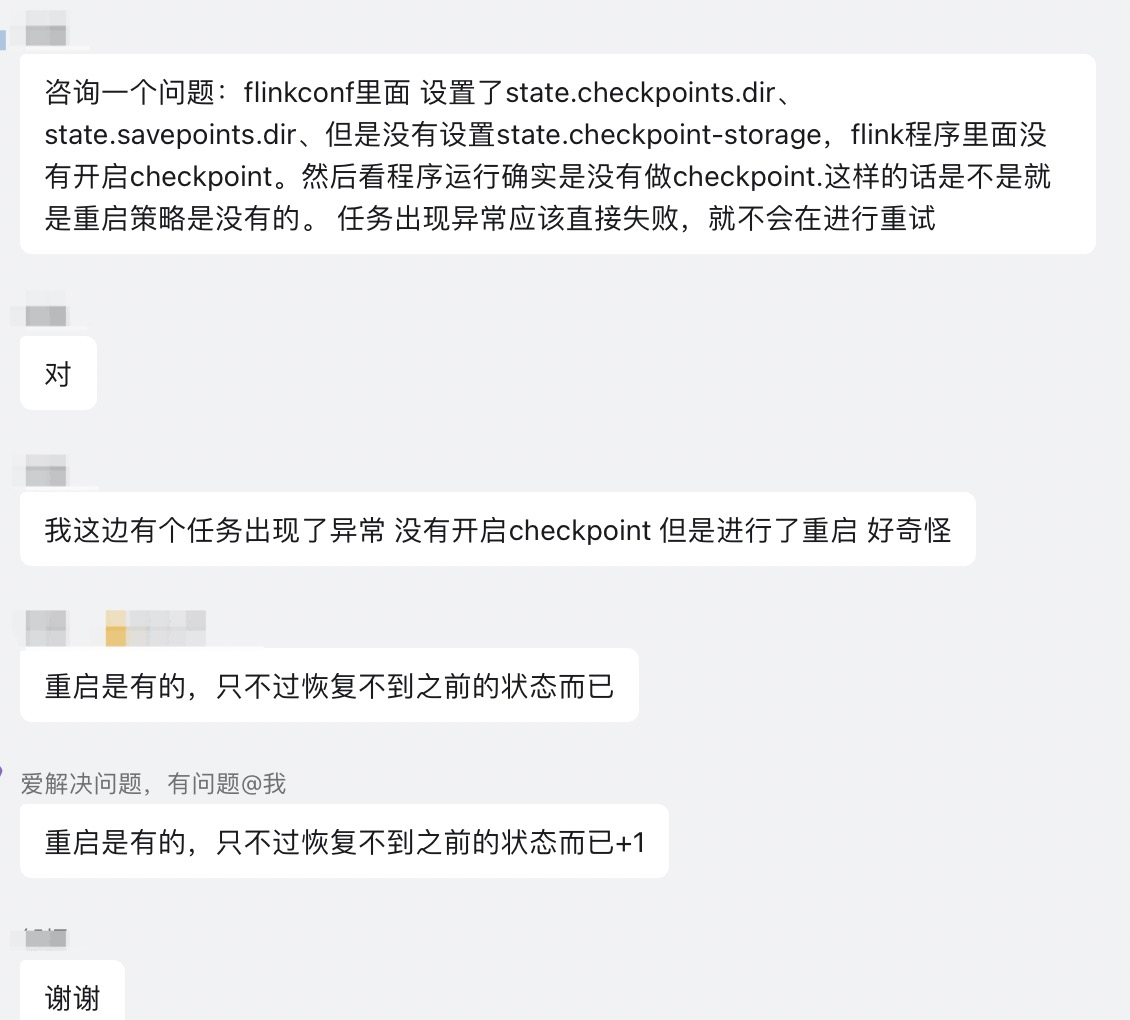 咨询一个问题：flinkconf里面 设置了state.checkpoints.dir、
state.savepoints.dir、但是没有设置state.checkpoint-storage，flink程序里面没
有开启checkpoint。然后看程序运行确实是没有做checkpoint.这样的话是不是就
是重启策略是没有的。 任务出现异常应该直接失败，就不会在进行重试
对
我这边有个任务出现了异常 没有开启checkpoint 但是进行了重启 好奇怪
重启是有的，只不过恢复不到之前的状态而已
爱解决问题，有问题@我
重启是有的，只不过恢复不到之前的状态而已+1
谢谢